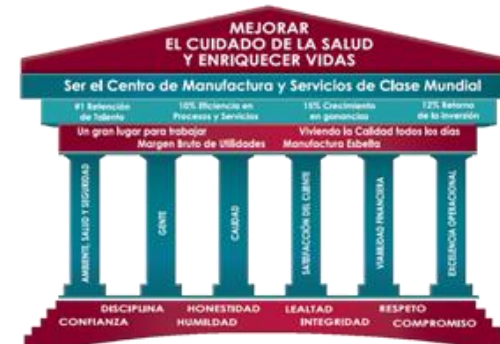 MEJORAR
EL CUIDADO DE LA SALUD
Y ENRIQUECER VIDAS
Ser el Centro de Manufactura y Servicios de Clase Mundial
#1 Retención
de Talento
10% Eficiencia en
Procesos y Servicios
15% Crecimiento
en ganancias
12% Retorno
de la inversión
Un gran lugar para trabajar
Viviendo la Calidad todos los días
Margen Bruto de Utilidades
Manufactura Esbelta
AMBIENTE, SALUD Y SEGURIDAD
GENTE
CALIDAD
SATISFACCIÓN DEL CLIENTE
VIABILIDAD FINANCIERA
EXCELENCIA OPERACIONAL
DISCIPLINA
HONESTIDAD
LEALTAD
RESPETO
CONFIANZA
HUMILDAD
INTEGRIDAD
COMPROMISO